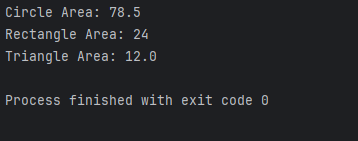 Circle Area: 78.5
Rectangle Area: 24
Triangle Area: 12.0
Process finished with exit code 0